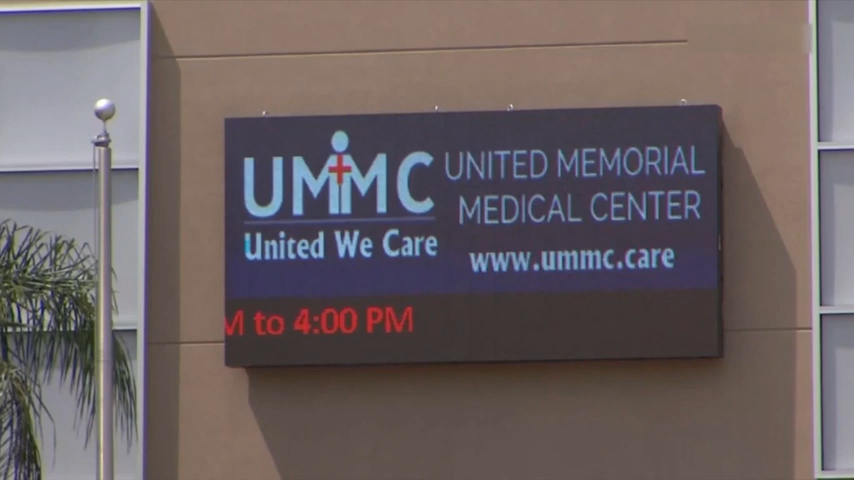 UMMC
United We Care
UNITED MEMORIAL
MEDICAL CENTER
www.ummc.care
M to 4:00 PM